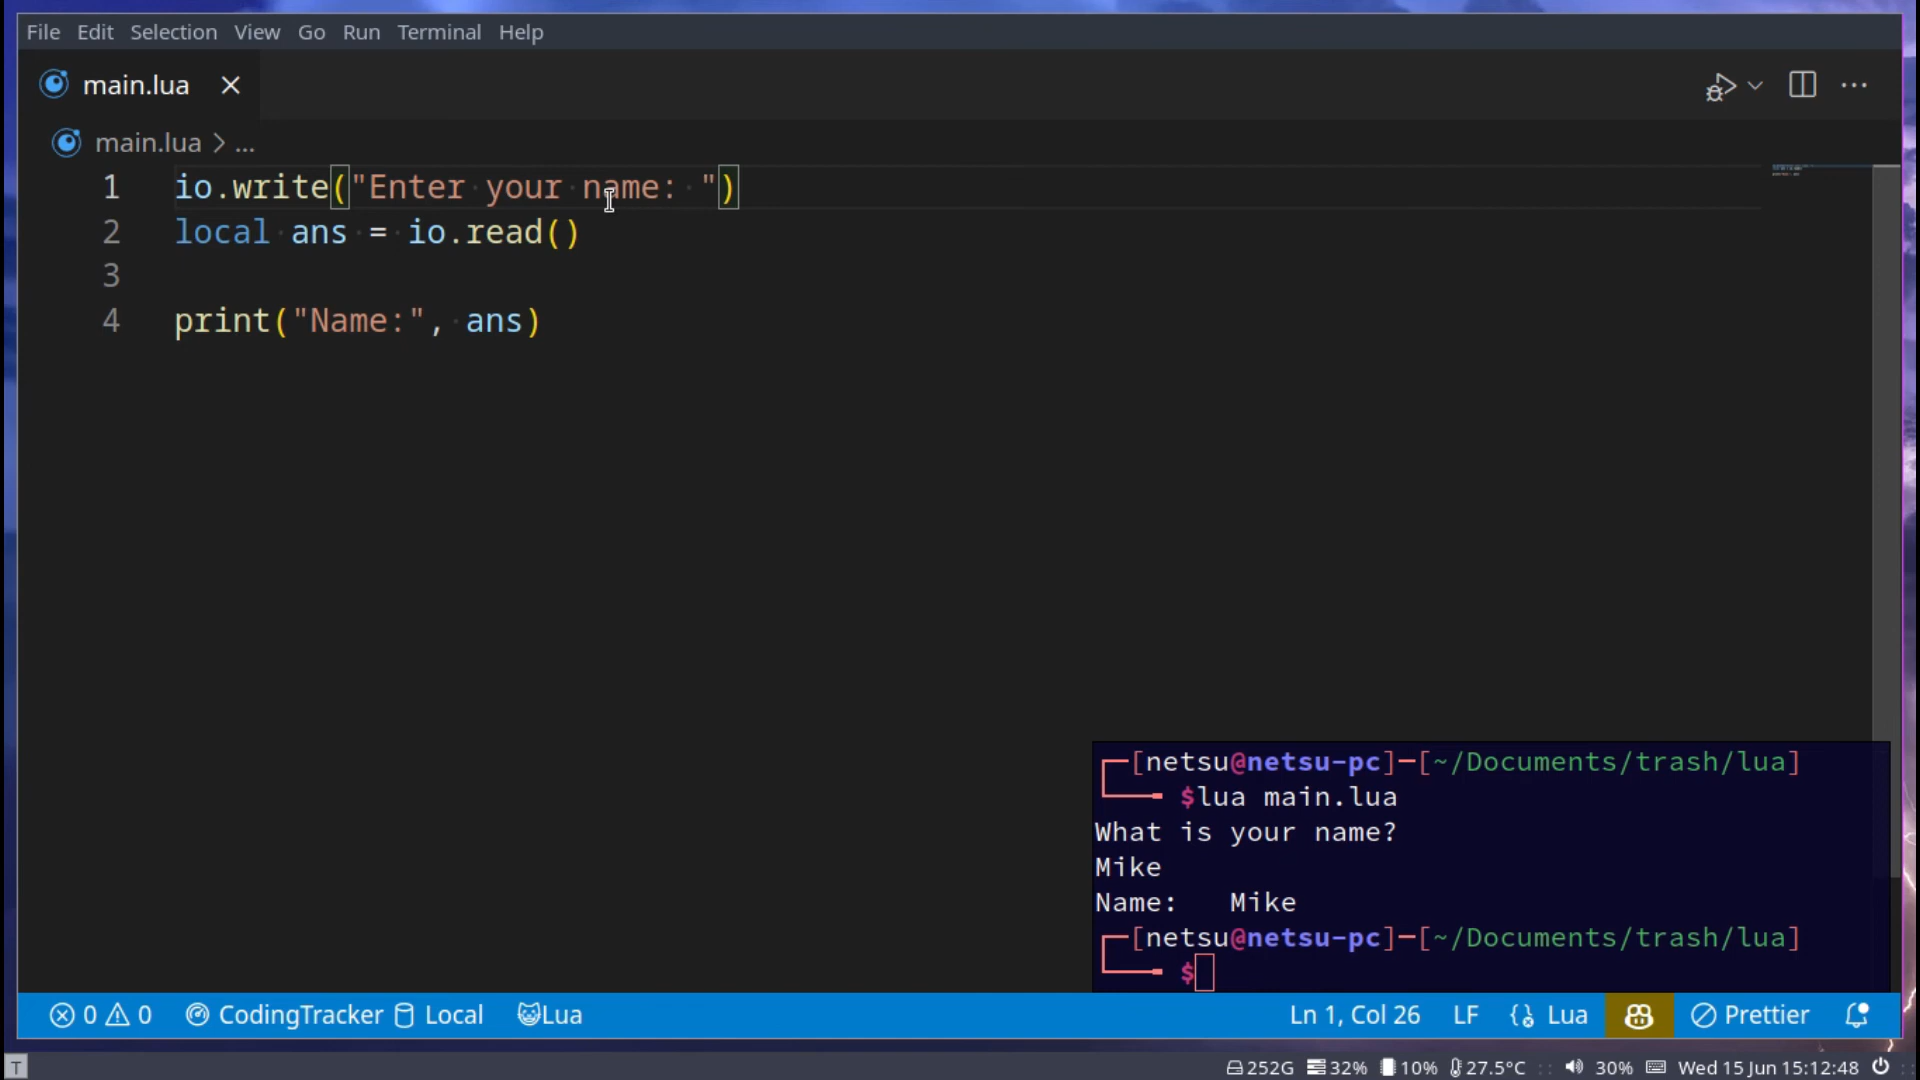 File Edit Selection View Go Run Terminal Help
main.lua
main.lua > ...
1 io.write("Enter your name: ")
2 local ans = io.read()
3
4 print("Name:", ans)
[netsu@netsu-pc]-[~/Documents/trash/lua]
$lua main.lua
What is your name?
Mike
Name: Mike
[netsu@netsu-pc]-[~/Documents/trash/lua]
$
0 0 CodingTracker Local Lua Ln 1, Col 26 LF Lua Prettier
T 252G 32% 10% 27.5°C :: 30% Wed 15 Jun 15:12:48